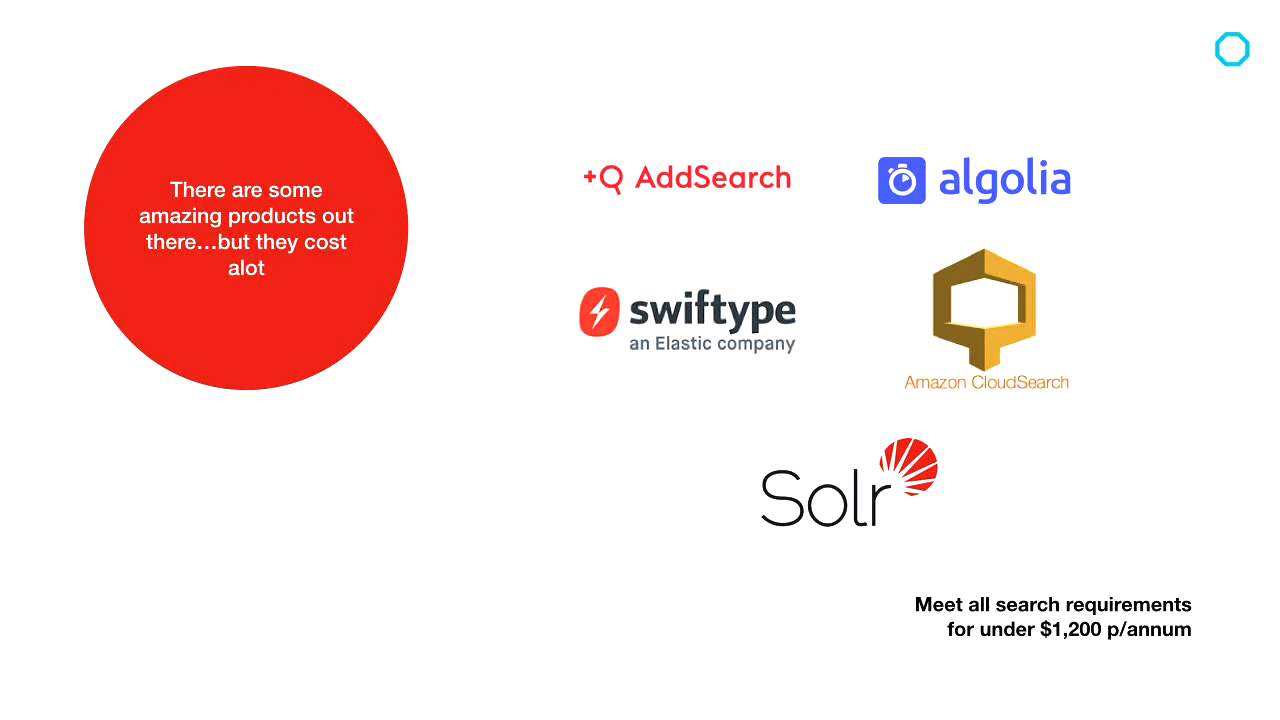 There are some
amazing products out
there...but they cost
alot
AddSearch
algolia
swiftype
an Elastic company
Amazon CloudSearch
Solr
Meet all search requirements
for under $1,200 p/annum